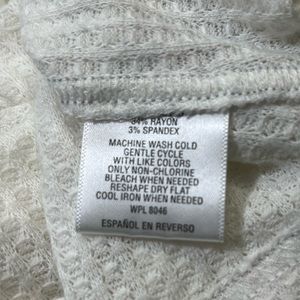 34% RAYON
3% SPANDEX
MACHINE WASH COLD
GENTLE CYCLE
WITH LIKE COLORS
ONLY NON-CHLORINE
BLEACH WHEN NEEDED
RESHAPE DRY FLAT
COOL IRON WHEN NEEDED
WPL 8046
ESPAÑOL EN REVERSO